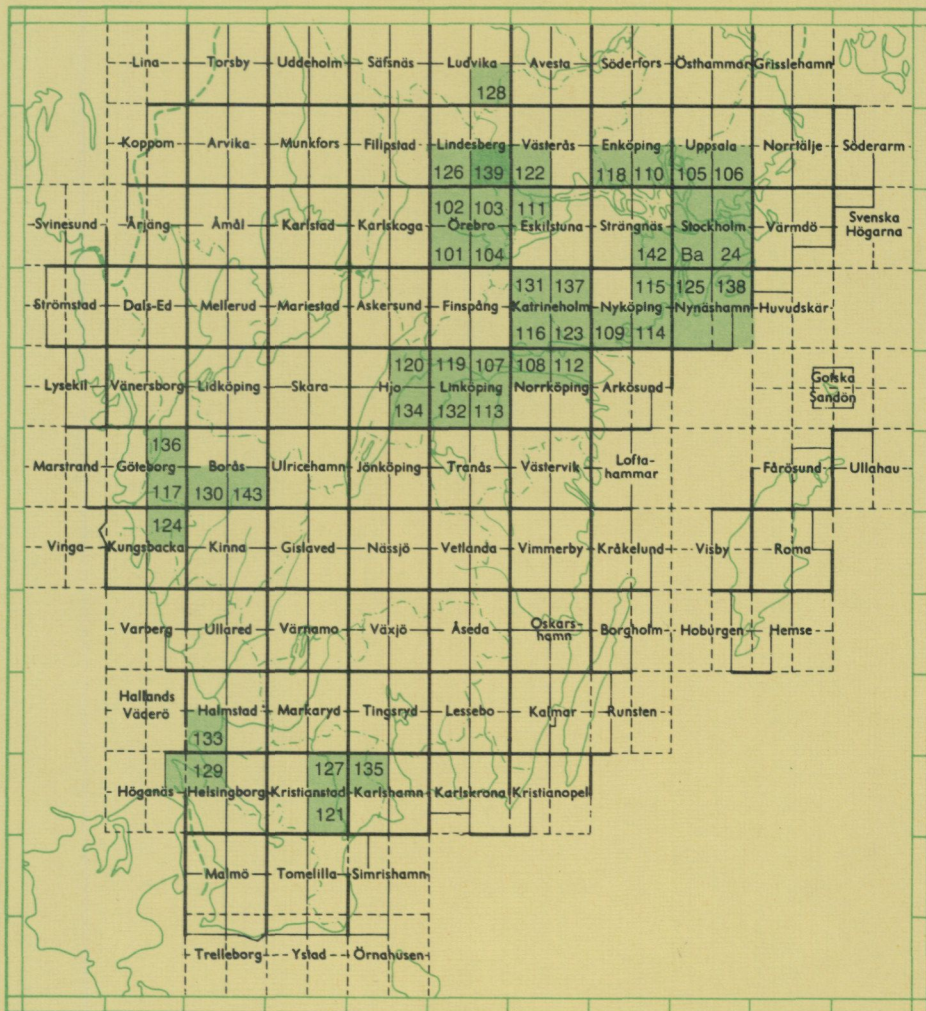 Lina Torsby Uddeholm Säfsnäs Ludvika Avesta Söderfors Östhammar Grisslehamn
128
Koppom Arvika Munkfors Filipstad Lindesberg Västerås Enköping Uppsala Norrtälje Söderarm
126 139 122 118 110 105 106
102 103 111
Svinesund Årjäng Åmål Karlstad Karlskoga Örebro Eskilstuna Strängnäs Stockholm Värmdö Svenska
Högarna
101 104 142 Ba 24
131 137 115 125 138
Strömstad Dals-Ed Mellerud Mariestad Askersund Finspång Katrineholm Nyköping Nynäshamn Huvudskär
116 123 109 114
120 119 107 108 112
Lysekil Vänersborg Lidköping Skara Hjo Linköping Norrköping Arkösund Gotska
Sandön
134 132 113
136
Marstrand Göteborg Borås Ulricehamn Jönköping Tranås Västervik Lofta-
hammar Fårösund Ullahau
117 130 143
124
Vinga Kungsbacka Kinna Gislaved Nässjö Vetlanda Vimmerby Kråkelund Visby Roma
Varberg Ullared Värnamo Växjö Åseda Oskars-
hamn Borgholm Hoburgen Hemse
Hallands
Väderö Halmstad Markaryd Tingsryd Lessebo Kalmar Runsten
133
129 127 135
Höganäs Helsingborg Kristianstad Karlshamn Karlskrona Kristianopel
121
Malmö Tomelilla Simrishamn
Trelleborg Ystad Örnahusen